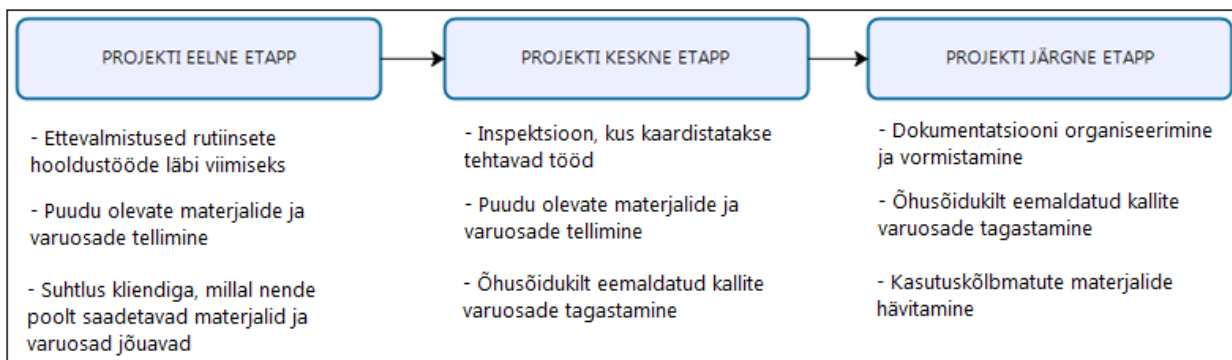 PROJEKTI EELNE ETAPP
PROJEKTI KESKNE ETAPP
PROJEKTI JÄRGNE ETAPP
- Ettevalmistused rutiinsete
hooldustööde läbi viimiseks
- Puudu olevate materjalide ja
varuosade tellimine
- Suhtlus kliendiga, millal nende
poolt saadetavad materjalid ja
varuosad jõuavad
- Inspektsioon, kus kaardistatakse
tehtavad tööd
- Puudu olevate materjalide ja
varuosade tellimine
- Õhusõidukilt eemaldatud kallite
varuosade tagastamine
- Dokumentatsiooni organiseerimine
ja vormistamine
- Õhusõidukilt eemaldatud kallite
varuosade tagastamine
- Kasutuskõlbmatute materjalide
hävitamine